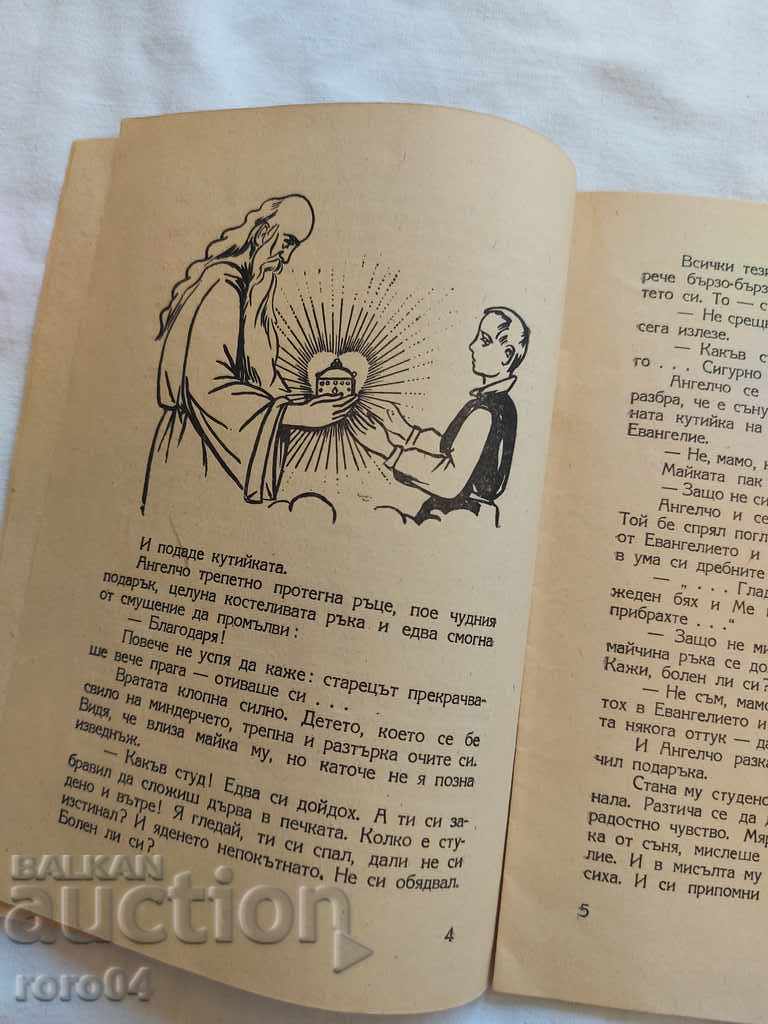 И подаде кутийката.
Ангелчо трепетно протегна ръце, пое чудния
подарък, целуна костеливата ръка и едва смогна
от смущение да промълви:
— Благодаря!
Повече не успя да каже: старецът прекрачва-
ше вече прага — отиваше си . . .
Вратата клопна силно. Детето, което се бе
свило на миндерчето, трепна и разтърка очите си.
Видя, че влиза майка му, но каточе не я позна
изведнъж.
— Какъв студ! Едва си дойдох. А ти си за-
бравил да сложиш дърва в печката. Колко е сту-
дено и вътре! Я гледай, ти си спал, дали не си
изстинал? И яденето непокътнато. Не си обядвал.
Болен ли си?
4
Всички тези
рече бързо-бърз
тето си. То — с
— Не срещн
сега излезе.
— Какъв с
го . . . Сигурно
Ангелчо се
разбра, че е съну
ната кутийка на
Евангелие.
— Не, мамо,
Майката пак
— Защо не си
Ангелчо и се
Той бе спрял погл
от Евангелието и
в ума си дребните
— „ . . . Глад
жеден бях и Ме
прибрахте . . .“
— Защо не ми
майчина ръка се до
Кажи, болен ли си?
— Не съм, мамо
тох в Евангелието и
та някога оттук — да
И Ангелчо разка
чил подаръка.
Стана му студено
нала. Разтича се да
радостно чувство. Мяр
ка от съня, мислеше
лие. И в мисълта му
сиха. И си припомни
5
BALKAN
auction
roro04